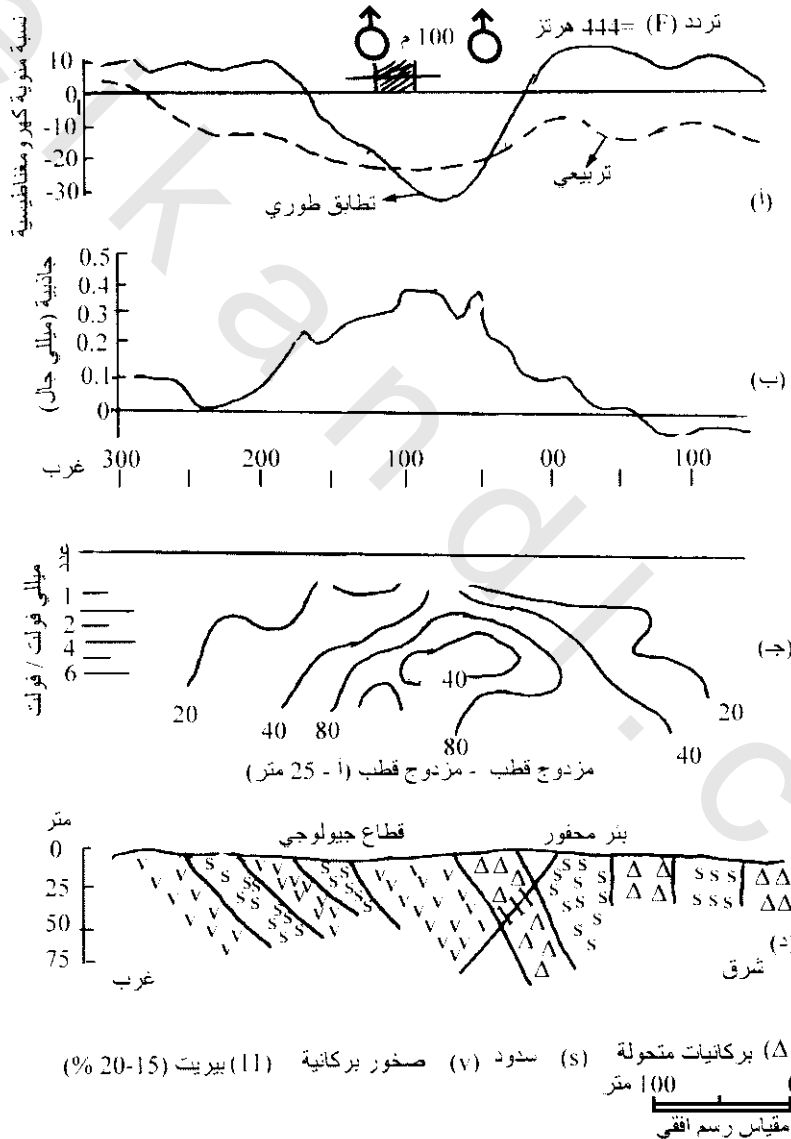 تردد (F) =444 هرتز
100 م
نسبة مئوية كهرومغناطيسية
10
0
-10
-20
-30
تربيعي
تطابق طوري
(أ)
جاذبية (ميللي جال)
0.5
0.4
0.3
0.2
0.1
0
(ب)
غرب 300 200 100 00 100
ميللي فولت / فولت
عدد
1
2
4
6
(جـ)
20 40 80 40 80 40 20
مزدوج قطب - مزدوج قطب (أ - 25 متر)
متر
قطاع جيولوجي
بئر محفور
0
25
50
75
(د)
غرب
شرق
Δ) بركانيات متحولة (s) سدود (v) صخور بركانية (11) بيريت (15-20 %)
100 متر 0
مقياس رسم افقي